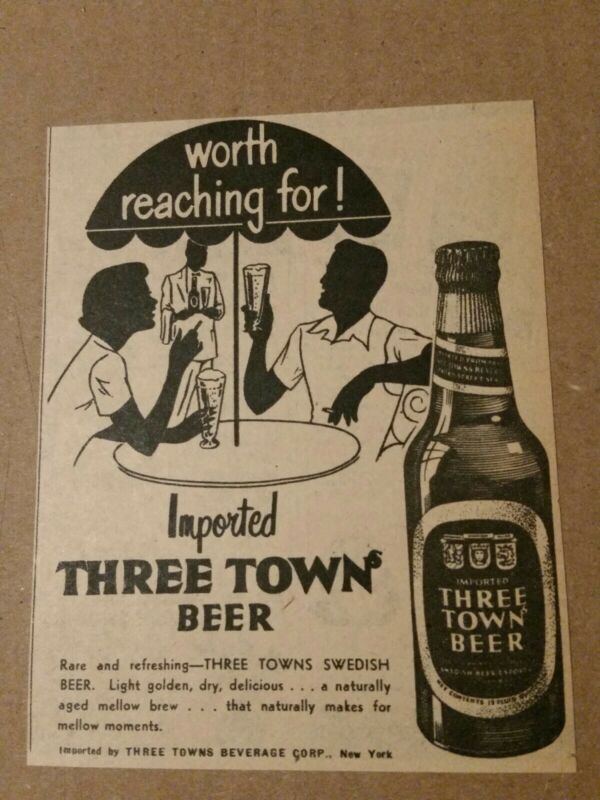 worth
reaching for!
Imported
THREE TOWNS
BEER
Rare and refreshing—THREE TOWNS SWEDISH
BEER. Light golden, dry, delicious . . . a naturally
aged mellow brew . . . that naturally makes for
mellow moments.
Imported by THREE TOWNS BEVERAGE CORP., New York
IMPORTED
THREE
TOWNS
BEER